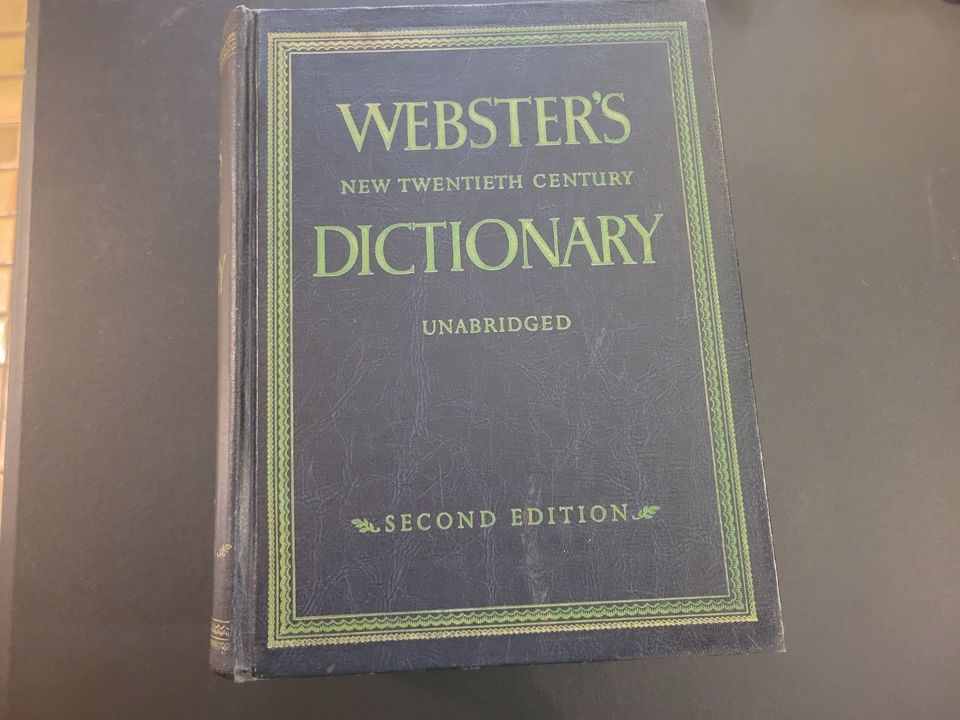 WEBSTER'S
NEW TWENTIETH CENTURY
DICTIONARY
UNABRIDGED
SECOND EDITION